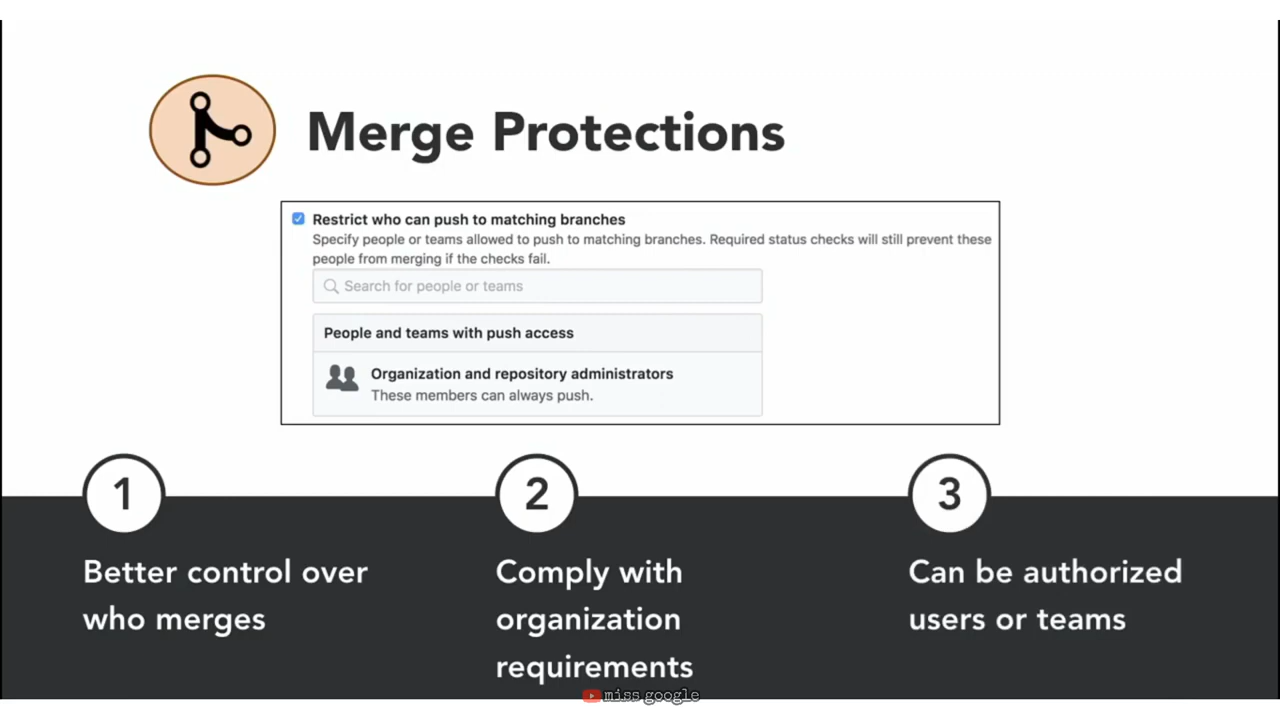 Merge Protections
Restrict who can push to matching branches
Specify people or teams allowed to push to matching branches. Required status checks will still prevent these
people from merging if the checks fail.
Search for people or teams
People and teams with push access
Organization and repository administrators
These members can always push.
1
Better control over
who merges
2
Comply with
organization
requirements
3
Can be authorized
users or teams
miss google